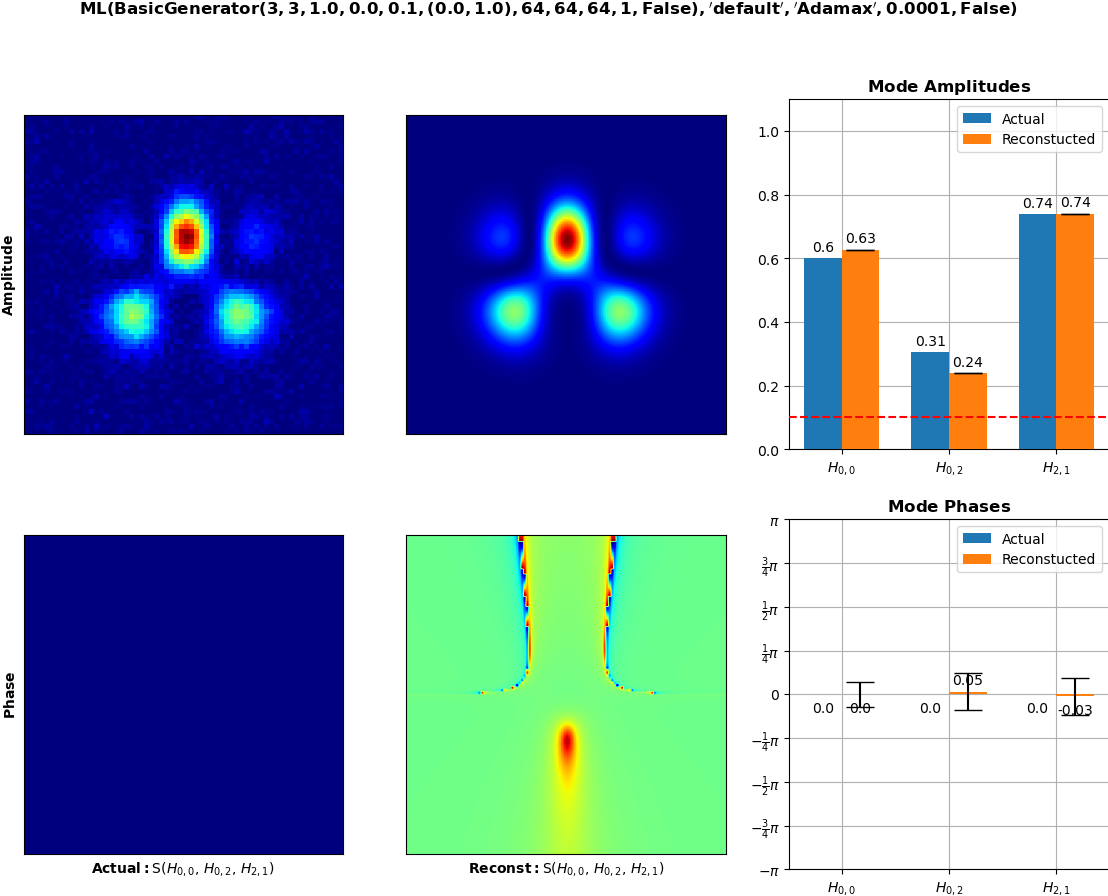 ML(BasicGenerator(3, 3, 1.0, 0.0, 0.1, (0.0, 1.0), 64, 64, 64, 1, False), ′default′, ′Adamax′, 0.0001, False)
Mode Amplitudes
Actual
Reconstucted
1.0
0.8
0.6
0.4
0.2
0.0
0.6
0.63
0.31
0.24
0.74
0.74
H0,0
H0,2
H2,1
Amplitude
Phase
Mode Phases
Actual
Reconstucted
π
3/4π
1/2π
1/4π
0
−1/4π
−1/2π
−3/4π
−π
0.0
0.0
0.0
0.05
0.0
-0.03
H0,0
H0,2
H2,1
Actual: S(H0,0, H0,2, H2,1)
Reconst: S(H0,0, H0,2, H2,1)